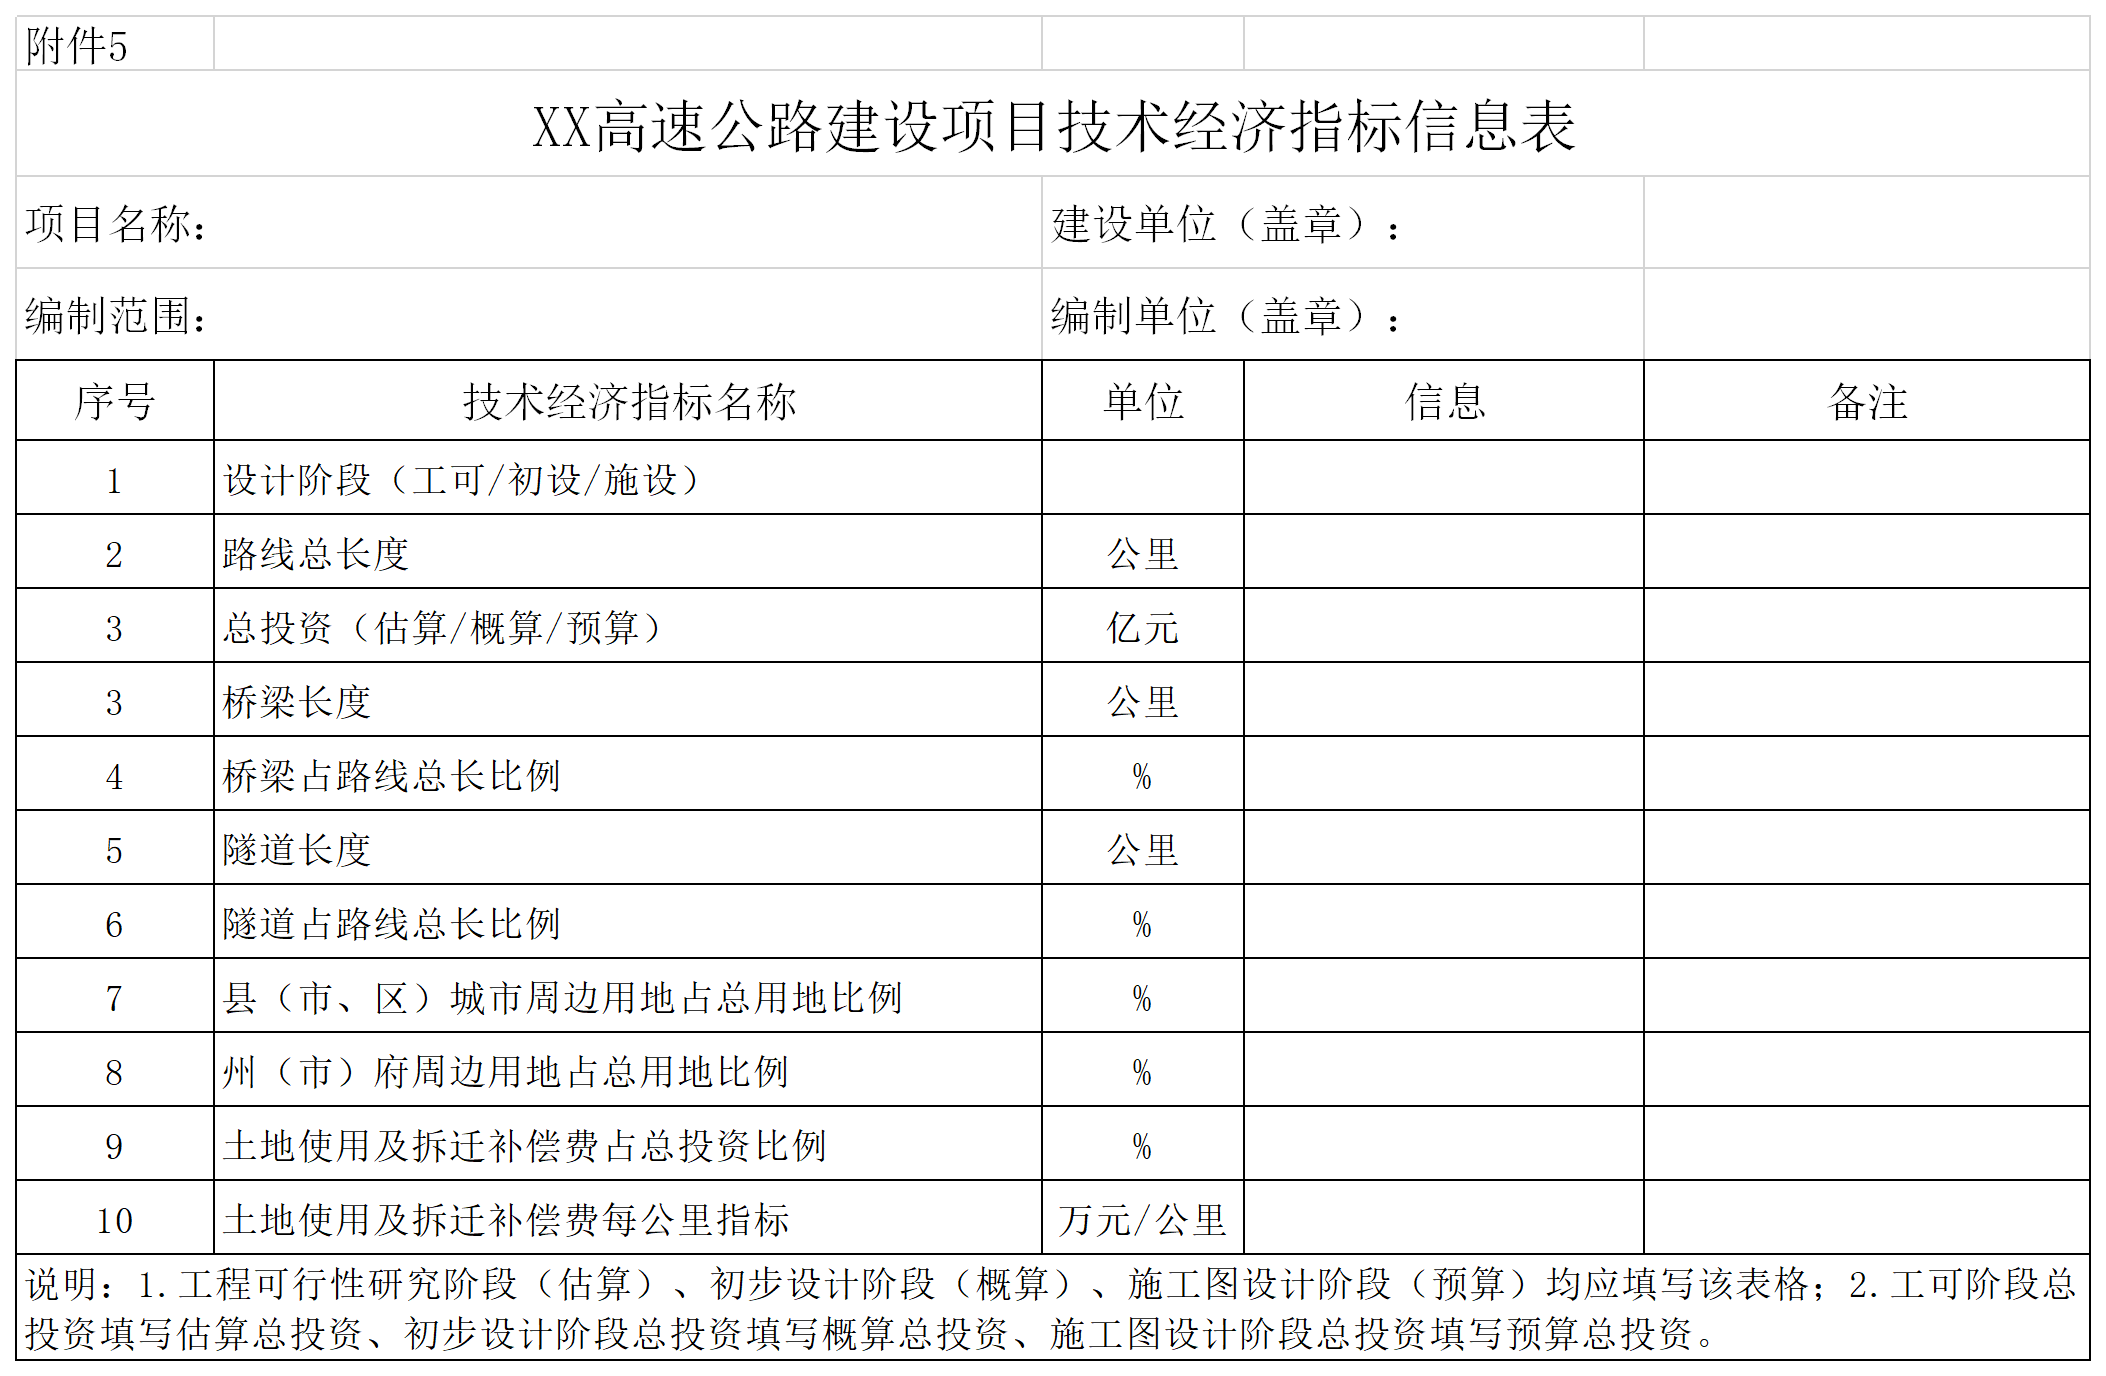 附件5
XX高速公路建设项目技术经济指标信息表
项目名称： 建设单位（盖章）：
编制范围： 编制单位（盖章）：
序号 技术经济指标名称 单位 信息 备注
1 设计阶段（工可/初设/施设）
2 路线总长度 公里
3 总投资（估算/概算/预算） 亿元
3 桥梁长度 公里
4 桥梁占路线总长比例 %
5 隧道长度 公里
6 隧道占路线总长比例 %
7 县（市、区）城市周边用地占总用地比例 %
8 州（市）府周边用地占总用地比例 %
9 土地使用及拆迁补偿费占总投资比例 %
10 土地使用及拆迁补偿费每公里指标 万元/公里
说明：1.工程可行性研究阶段（估算）、初步设计阶段（概算）、施工图设计阶段（预算）均应填写该表格；2.工可阶段总
投资填写估算总投资、初步设计阶段总投资填写概算总投资、施工图设计阶段总投资填写预算总投资。